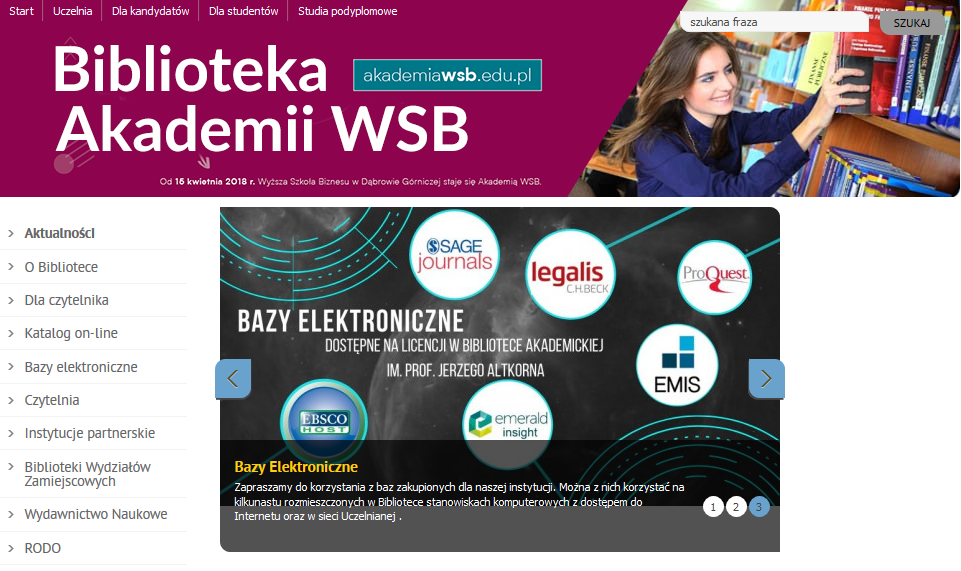 Start
Uczelnia
Dla kandydatów
Dla studentów
Studia podyplomowe
szukana fraza
SZUKAJ
Biblioteka
Akademii WSB
akademiawsb.edu.pl
Od 15 kwietnia 2018 r. Wyższa Szkoła Biznesu w Dąbrowie Górniczej staje się Akademią WSB.
FINANSE PUBLICZNE
Aktualności
O Bibliotece
Dla czytelnika
Katalog on-line
Bazy elektroniczne
Czytelnia
Instytucje partnerskie
Biblioteki Wydziałów
Zamiejscowych
Wydawnictwo Naukowe
RODO
SAGE
journals
legalis
C.H.BECK
ProQuest
BAZY ELEKTRONICZNE
DOSTĘPNE NA LICENCJI W BIBLIOTECE AKADEMICKIEJ
IM. PROF. JERZEGO ALTKORNA
EMIS
EBSCO
HOST
emerald
insight
Bazy Elektroniczne
Zapraszamy do korzystania z baz zakupionych dla naszej instytucji. Można z nich korzystać na
kilkunastu rozmieszczonych w Bibliotece stanowiskach komputerowych z dostępem do
Internetu oraz w sieci Uczelnianej .
1 2 3